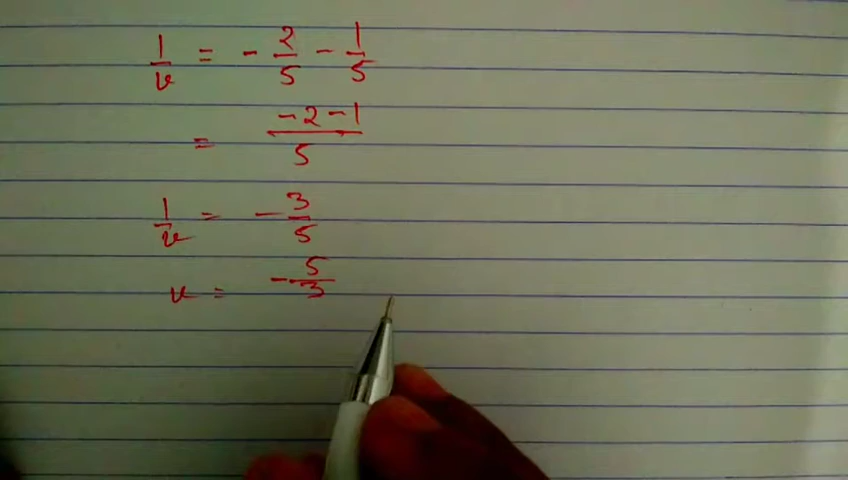 1/v = - 2/5 - 1/5
= -2-1/5
1/v = - 3/5
v = - 5/3